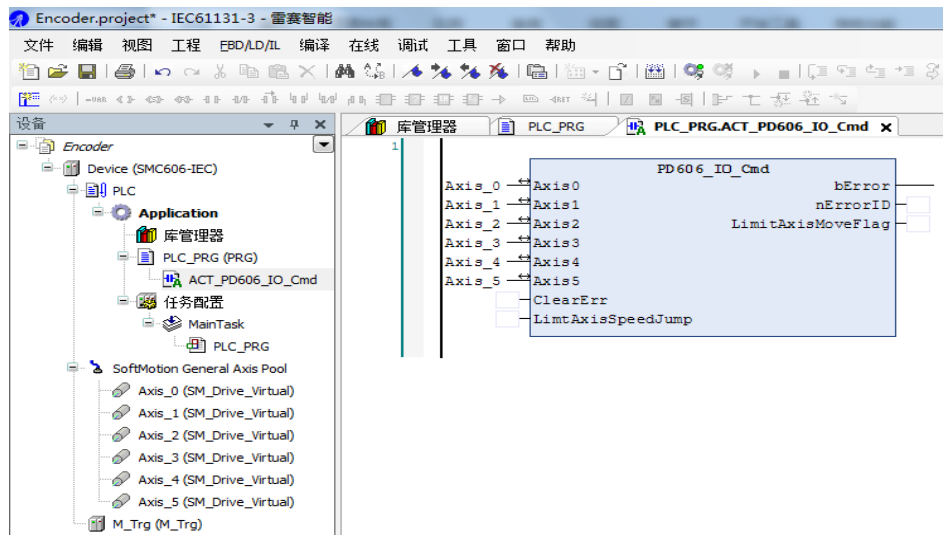 Encoder.project* - IEC61131-3 - 雷赛智能
文件 编辑 视图 工程 FBD/LD/IL 编译 在线 调试 工具 窗口 帮助
设备
库管理器 PLC_PRG PLC_PRG.ACT_PD606_IO_Cmd
Encoder
Device (SMC606-IEC)
PLC
Application
库管理器
PLC_PRG (PRG)
ACT_PD606_IO_Cmd
任务配置
MainTask
PLC_PRG
SoftMotion General Axis Pool
Axis_0 (SM_Drive_Virtual)
Axis_1 (SM_Drive_Virtual)
Axis_2 (SM_Drive_Virtual)
Axis_3 (SM_Drive_Virtual)
Axis_4 (SM_Drive_Virtual)
Axis_5 (SM_Drive_Virtual)
M_Trg (M_Trg)
1
PD606_IO_Cmd
Axis_0 Axis0 bError
Axis_1 Axis1 nErrorID
Axis_2 Axis2 LimitAxisMoveFlag
Axis_3 Axis3
Axis_4 Axis4
Axis_5 Axis5
ClearErr
LimtAxisSpeedJump